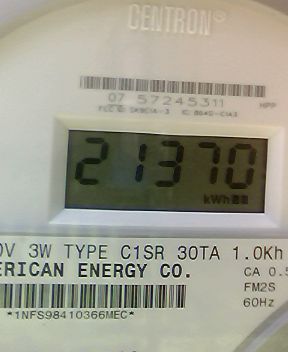 CENTRON®
07 57245311 HPP
21370
kWh
0V 3W TYPE C1SR 30TA 1.0Kh
ERICAN ENERGY CO. CA 0.5
FM2S
60Hz
*1NFS98410366MEC*